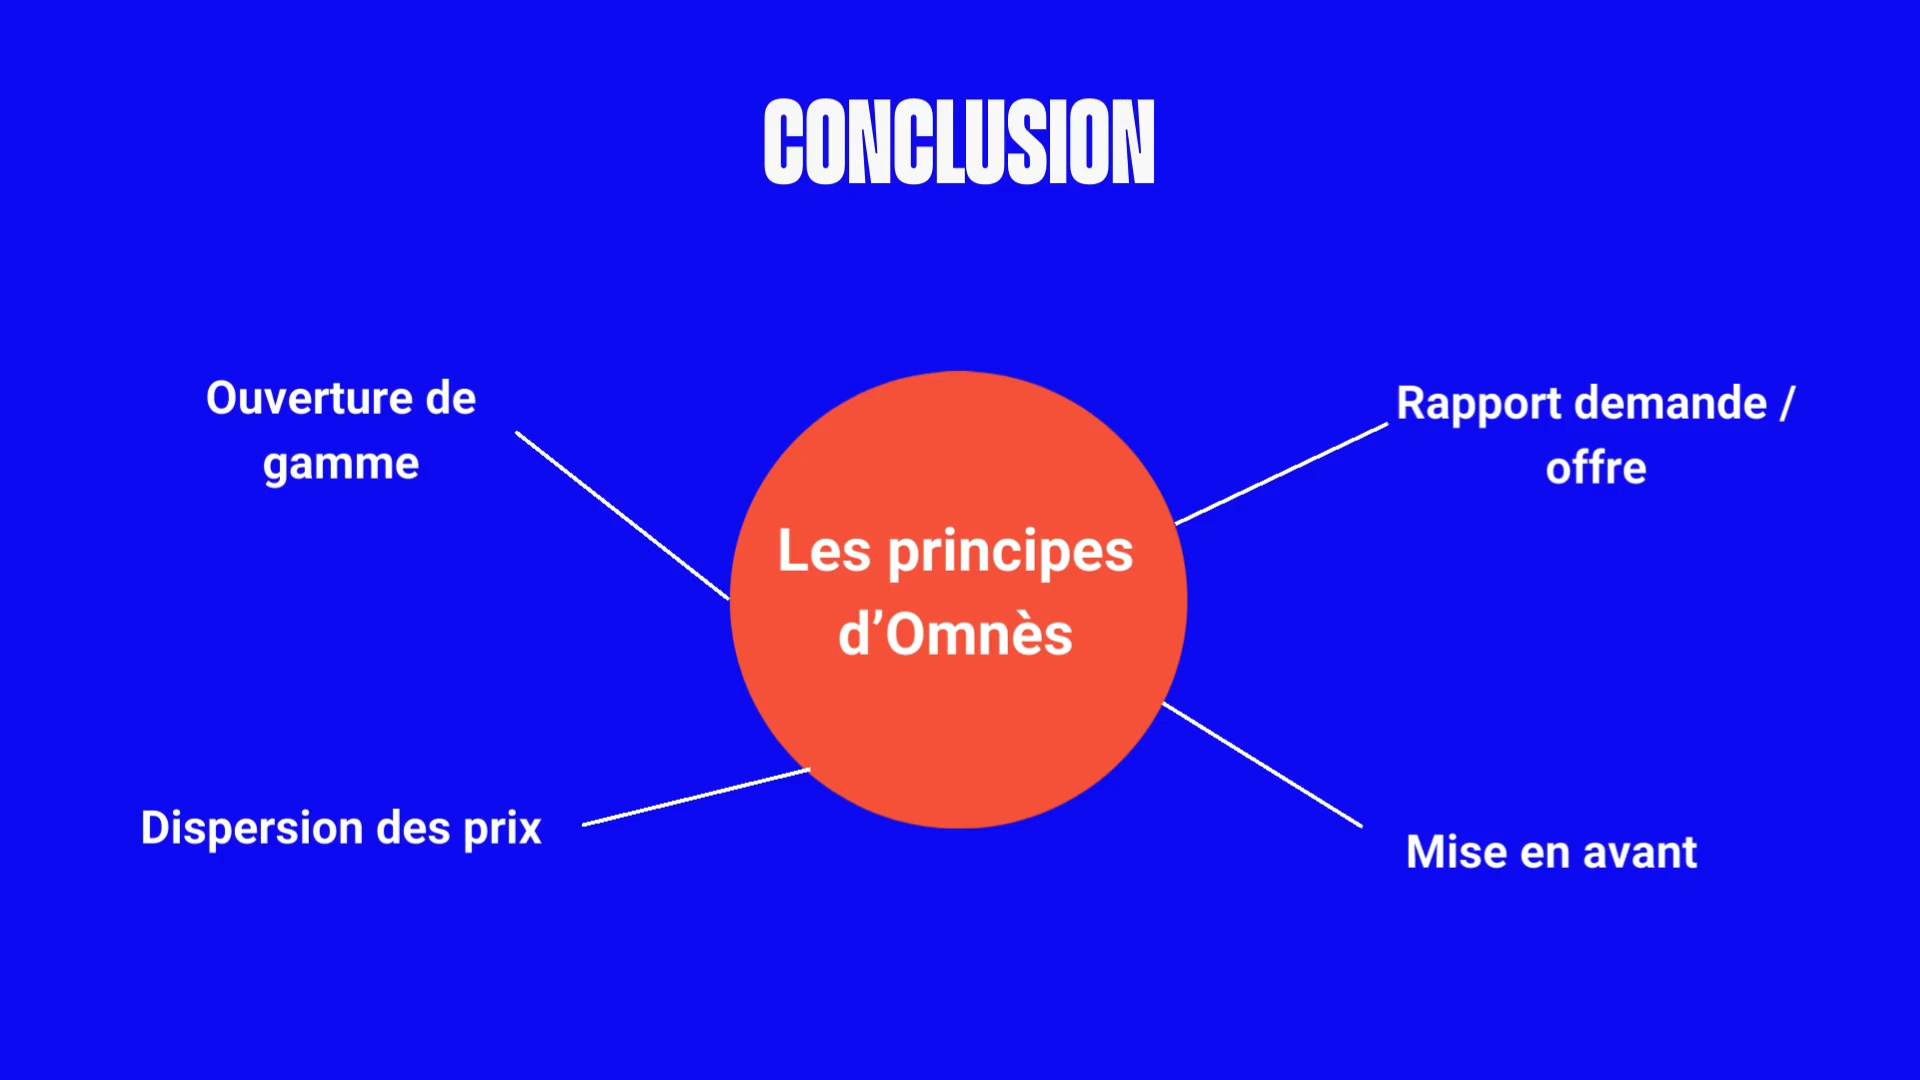 CONCLUSION
Ouverture de
gamme
Rapport demande /
offre
Les principes
d’Omnès
Dispersion des prix
Mise en avant